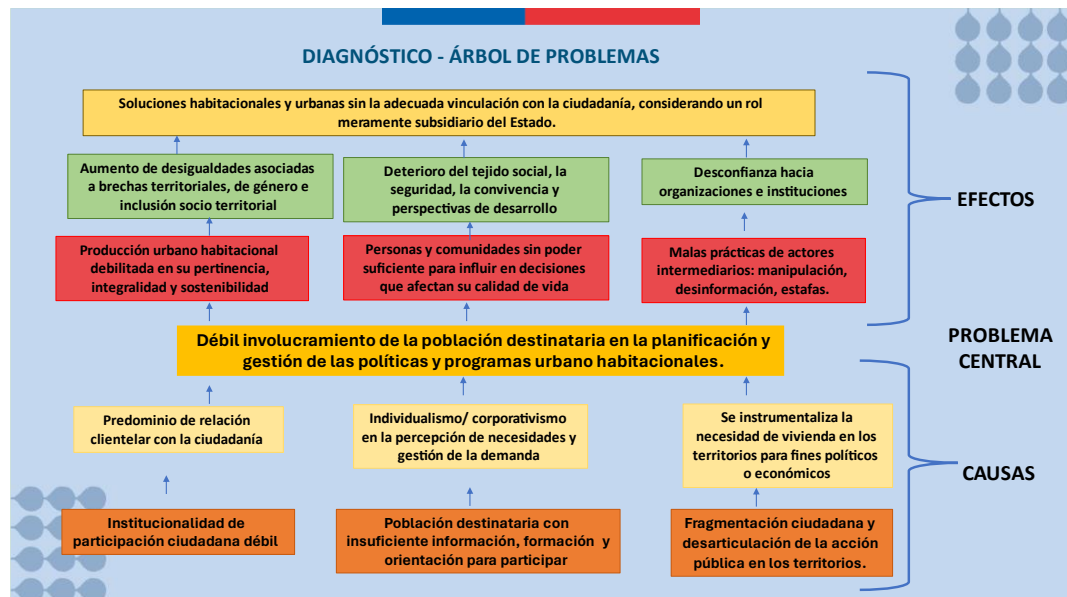 DIAGNÓSTICO - ÁRBOL DE PROBLEMAS
Soluciones habitacionales y urbanas sin la adecuada vinculación con la ciudadanía, considerando un rol
meramente subsidiario del Estado.
Aumento de desigualdades asociadas
a brechas territoriales, de género e
inclusión socio territorial
Deterioro del tejido social, la
seguridad, la convivencia y
perspectivas de desarrollo
Desconfianza hacia
organizaciones e instituciones
EFECTOS
Producción urbano habitacional
debilitada en su pertinencia,
integralidad y sostenibilidad
Personas y comunidades sin poder
suficiente para influir en decisiones
que afectan su calidad de vida
Malas prácticas de actores
intermediarios: manipulación,
desinformación, estafas.
Débil involucramiento de la población destinataria en la planificación y
gestión de las políticas y programas urbano habitacionales.
PROBLEMA
CENTRAL
Predominio de relación
clientelar con la ciudadanía
Individualismo/ corporativismo
en la percepción de necesidades y
gestión de la demanda
Se instrumentaliza la
necesidad de vivienda en los
territorios para fines políticos
o económicos
CAUSAS
Institucionalidad de
participación ciudadana débil
Población destinataria con
insuficiente información, formación y
orientación para participar
Fragmentación ciudadana y
desarticulación de la acción
pública en los territorios.